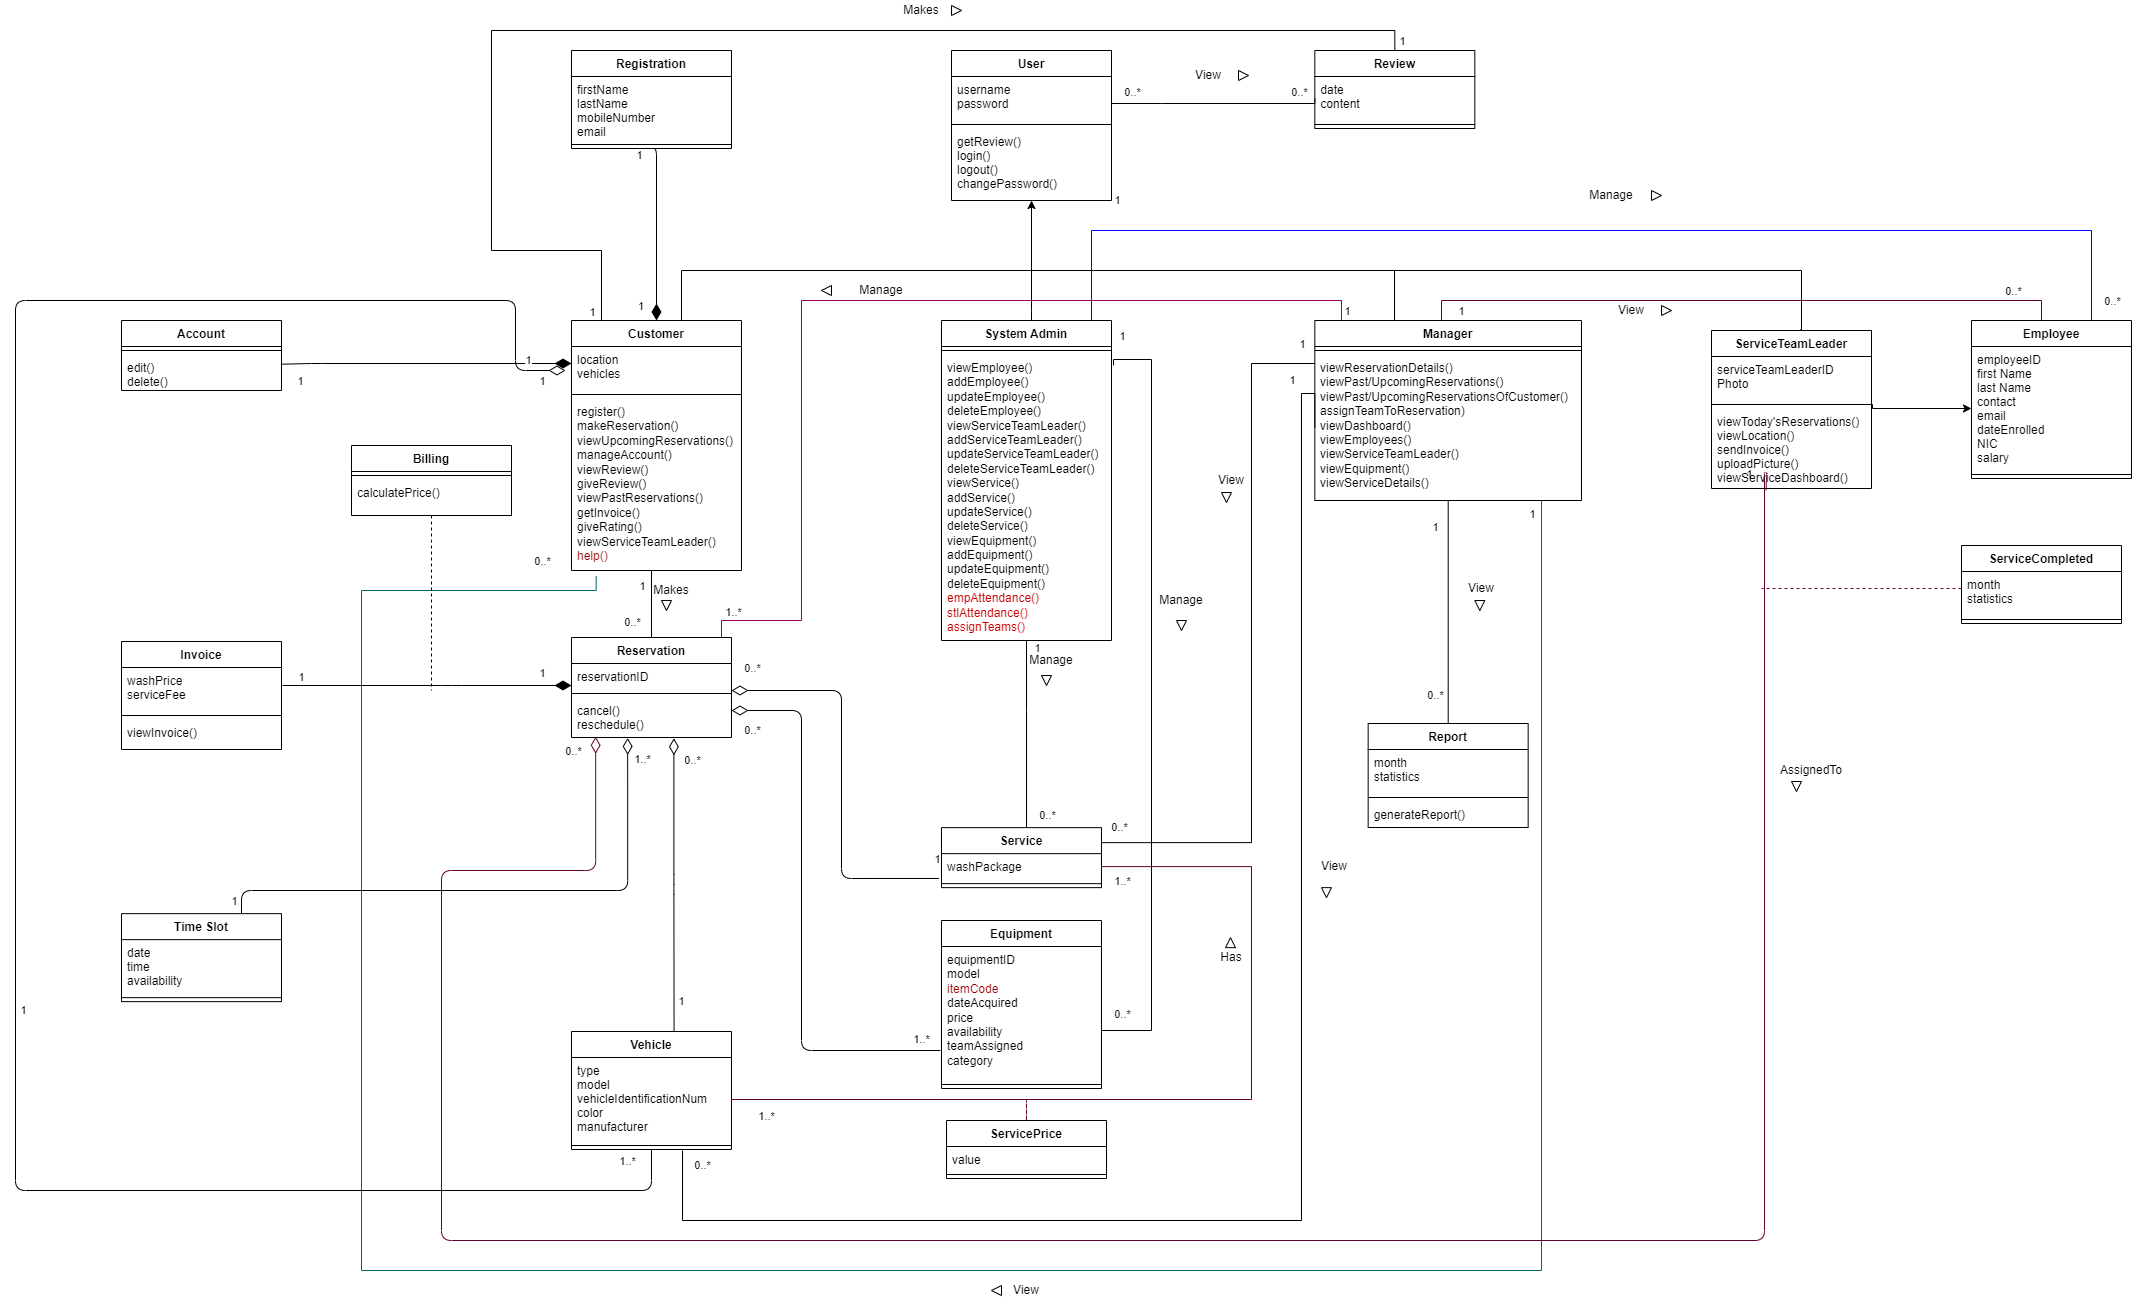 Makes
1
Registration
firstName
lastName
mobileNumber
email
1
User
username
password
getReview()
login()
logout()
changePassword()
1
View
0..*
0..*
Review
date
content
Manage
Manage
1
1
1
View
0..*
0..*
Account
edit()
delete()
1
1
1
Customer
location
vehicles
register()
makeReservation()
viewUpcomingReservations()
manageAccount()
viewReview()
giveReview()
viewPastReservations()
getInvoice()
giveRating()
viewServiceTeamLeader()
help()
0..*
1
Makes
0..*
1..*
System Admin
viewEmployee()
addEmployee()
updateEmployee()
deleteEmployee()
viewServiceTeamLeader()
addServiceTeamLeader()
updateServiceTeamLeader()
deleteServiceTeamLeader()
viewService()
addService()
updateService()
deleteService()
viewEquipment()
addEquipment()
updateEquipment()
deleteEquipment()
empAttendance()
stlAttendance()
assignTeams()
1
1
Manage
Manage
1
1
View
Manager
viewReservationDetails()
viewPast/UpcomingReservations()
viewPast/UpcomingReservationsOfCustomer()
assignTeamToReservation)
viewDashboard()
viewEmployees()
viewServiceTeamLeader()
viewEquipment()
viewServiceDetails()
1
1
View
0..*
ServiceTeamLeader
serviceTeamLeaderID
Photo
viewToday'sReservations()
viewLocation()
sendInvoice()
uploadPicture()
1
viewServiceDashboard()
Employee
employeeID
first Name
last Name
contact
email
dateEnrolled
NIC
salary
Billing
calculatePrice()
ServiceCompleted
month
statistics
Invoice
washPrice
serviceFee
viewInvoice()
1
1
Reservation
reservationID
cancel()
reschedule()
0..*
0..*
0..*
1..*
0..*
Report
month
statistics
generateReport()
AssignedTo
0..*
0..*
1
Service
washPackage
1..*
View
1
Time Slot
date
time
availability
Has
Equipment
equipmentID
model
itemCode
dateAcquired
price
availability
teamAssigned
category
0..*
1..*
1
1
Vehicle
type
model
vehicleIdentificationNum
color
manufacturer
1..*
1..*
0..*
ServicePrice
value
View